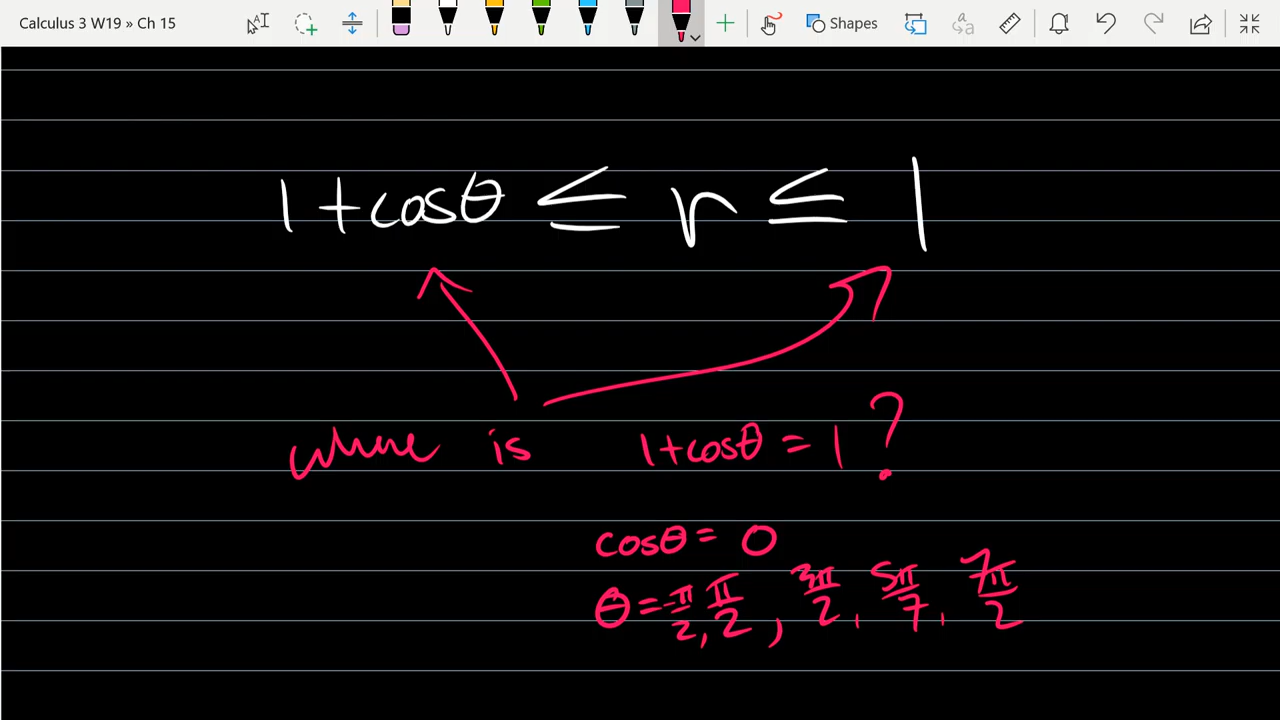 Calculus 3 W19 » Ch 15
Shapes
1+cosθ ≤ r ≤ 1
where is 1+cosθ = 1 ?
cosθ = 0
θ = -π/2, π/2, 3π/2, 5π/7, 7π/2